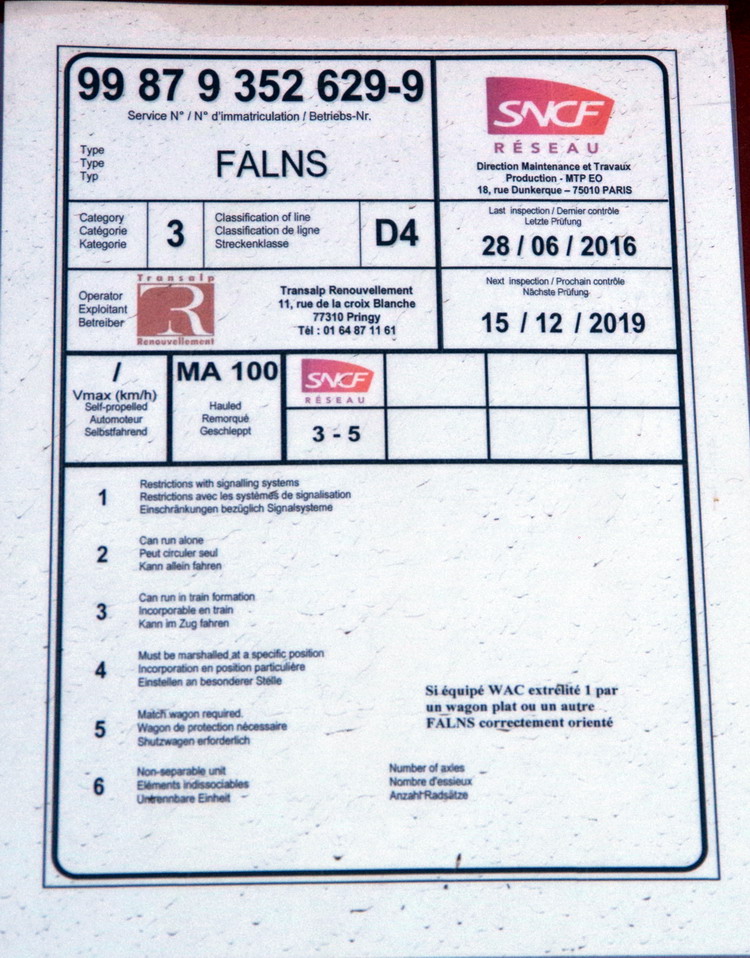 99 87 9 352 629-9
Service N° / N° d'immatriculation / Betriebs-Nr.
Type
Type
Typ
FALNS
SNCF
RÉSEAU
Direction Maintenance et Travaux
Production - MTP EO
18, rue Dunkerque – 75010 PARIS
Category
Catégorie
Kategorie
3
Classification of line
Classification de ligne
Streckenklasse
D4
Last inspection / Dernier contrôle
Letzte Prüfung
28 / 06 / 2016
Operator
Exploitant
Betreiber
Transalp
R
Renouvellement
Transalp Renouvellement
11, rue de la croix Blanche
77310 Pringy
Tèl : 01 64 87 11 61
Next inspection / Prochain contrôle
Nächste Prüfung
15 / 12 / 2019
/
Vmax (km/h)
Self-propelled
Automoteur
Selbstfahrend
MA 100
Hauled
Remorqué
Geschleppt
SNCF
RÉSEAU
3 - 5
1
Restrictions with signalling systems
Restrictions avec les systèmes de signalisation
Einschränkungen bezüglich Signalsysteme
2
Can run alone
Peut circuler seul
Kann allein fahren
3
Can run in train formation
Incorporable en train
Kann im Zug fahren
4
Must be marshalled at a specific position
Incorporation en position particulière
Einstellen an besonderer Stelle
5
Match wagon required.
Wagon de protection nécessaire
Shutzwagen erforderlich
Si équipé WAC extrélité 1 par
un wagon plat ou un autre
FALNS correctement orienté
6
Non-separable unit
Eléments indissociables
Untrennbare Einheit
Number of axles
Nombre d'essieux
Anzahl Radsätze